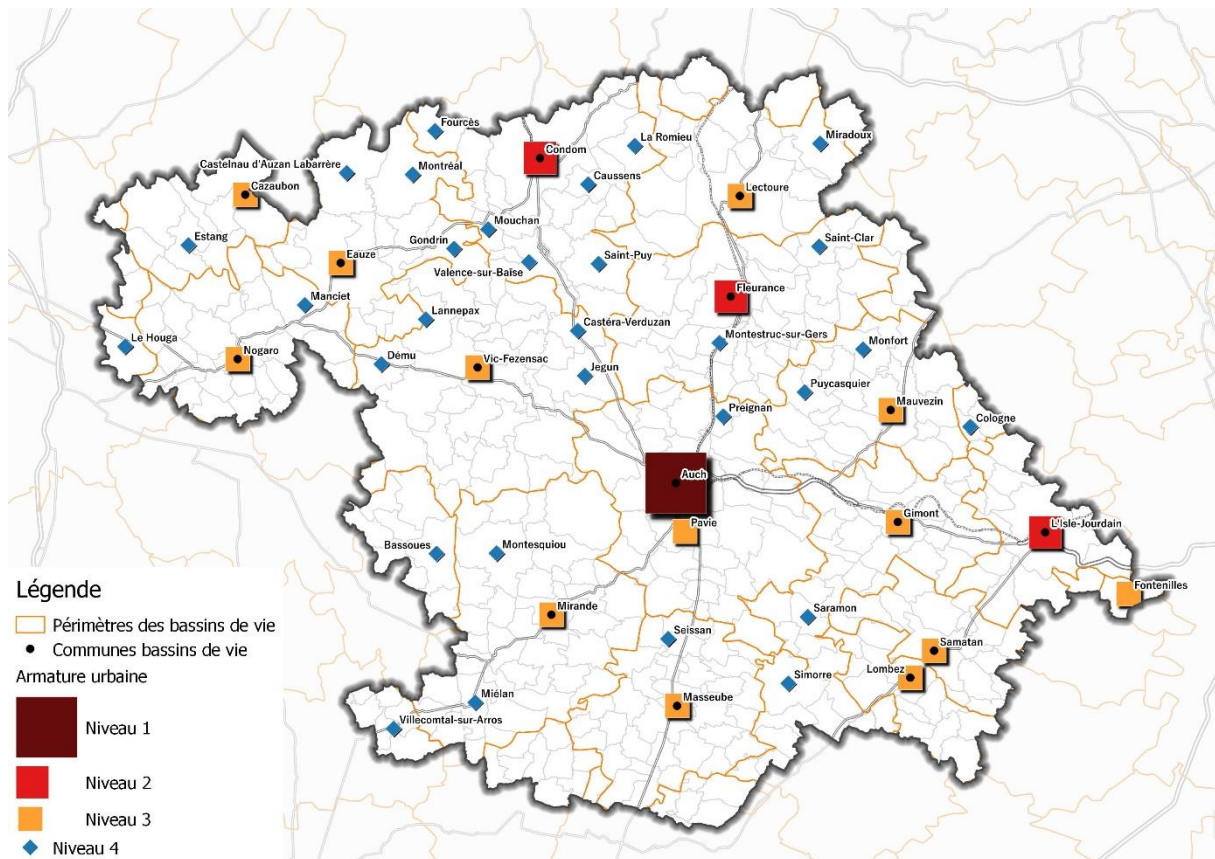 Fourcès
La Romieu
Miradoux
Condom
Castelnau d'Auzan Labarrère
Montréal
Caussens
Cazaubon
Lectoure
Mouchan
Estang
Gondrin
Saint-Clar
Eauze
Valence-sur-Baïse
Saint-Puy
Fleurance
Manciet
Lannepax
Castéra-Verduzan
Le Houga
Montestruc-sur-Gers
Monfort
Nogaro
Dému
Vic-Fezensac
Jegun
Puycasquier
Mauvezin
Preignan
Cologne
Auch
Gimont
Pavie
L'Isle-Jourdain
Bassoues
Montesquiou
Fontenilles
Mirande
Saramon
Seissan
Samatan
Lombez
Simorre
Miélan
Masseube
Villecomtal-sur-Arros
Légende
Périmètres des bassins de vie
Communes bassins de vie
Armature urbaine
Niveau 1
Niveau 2
Niveau 3
Niveau 4